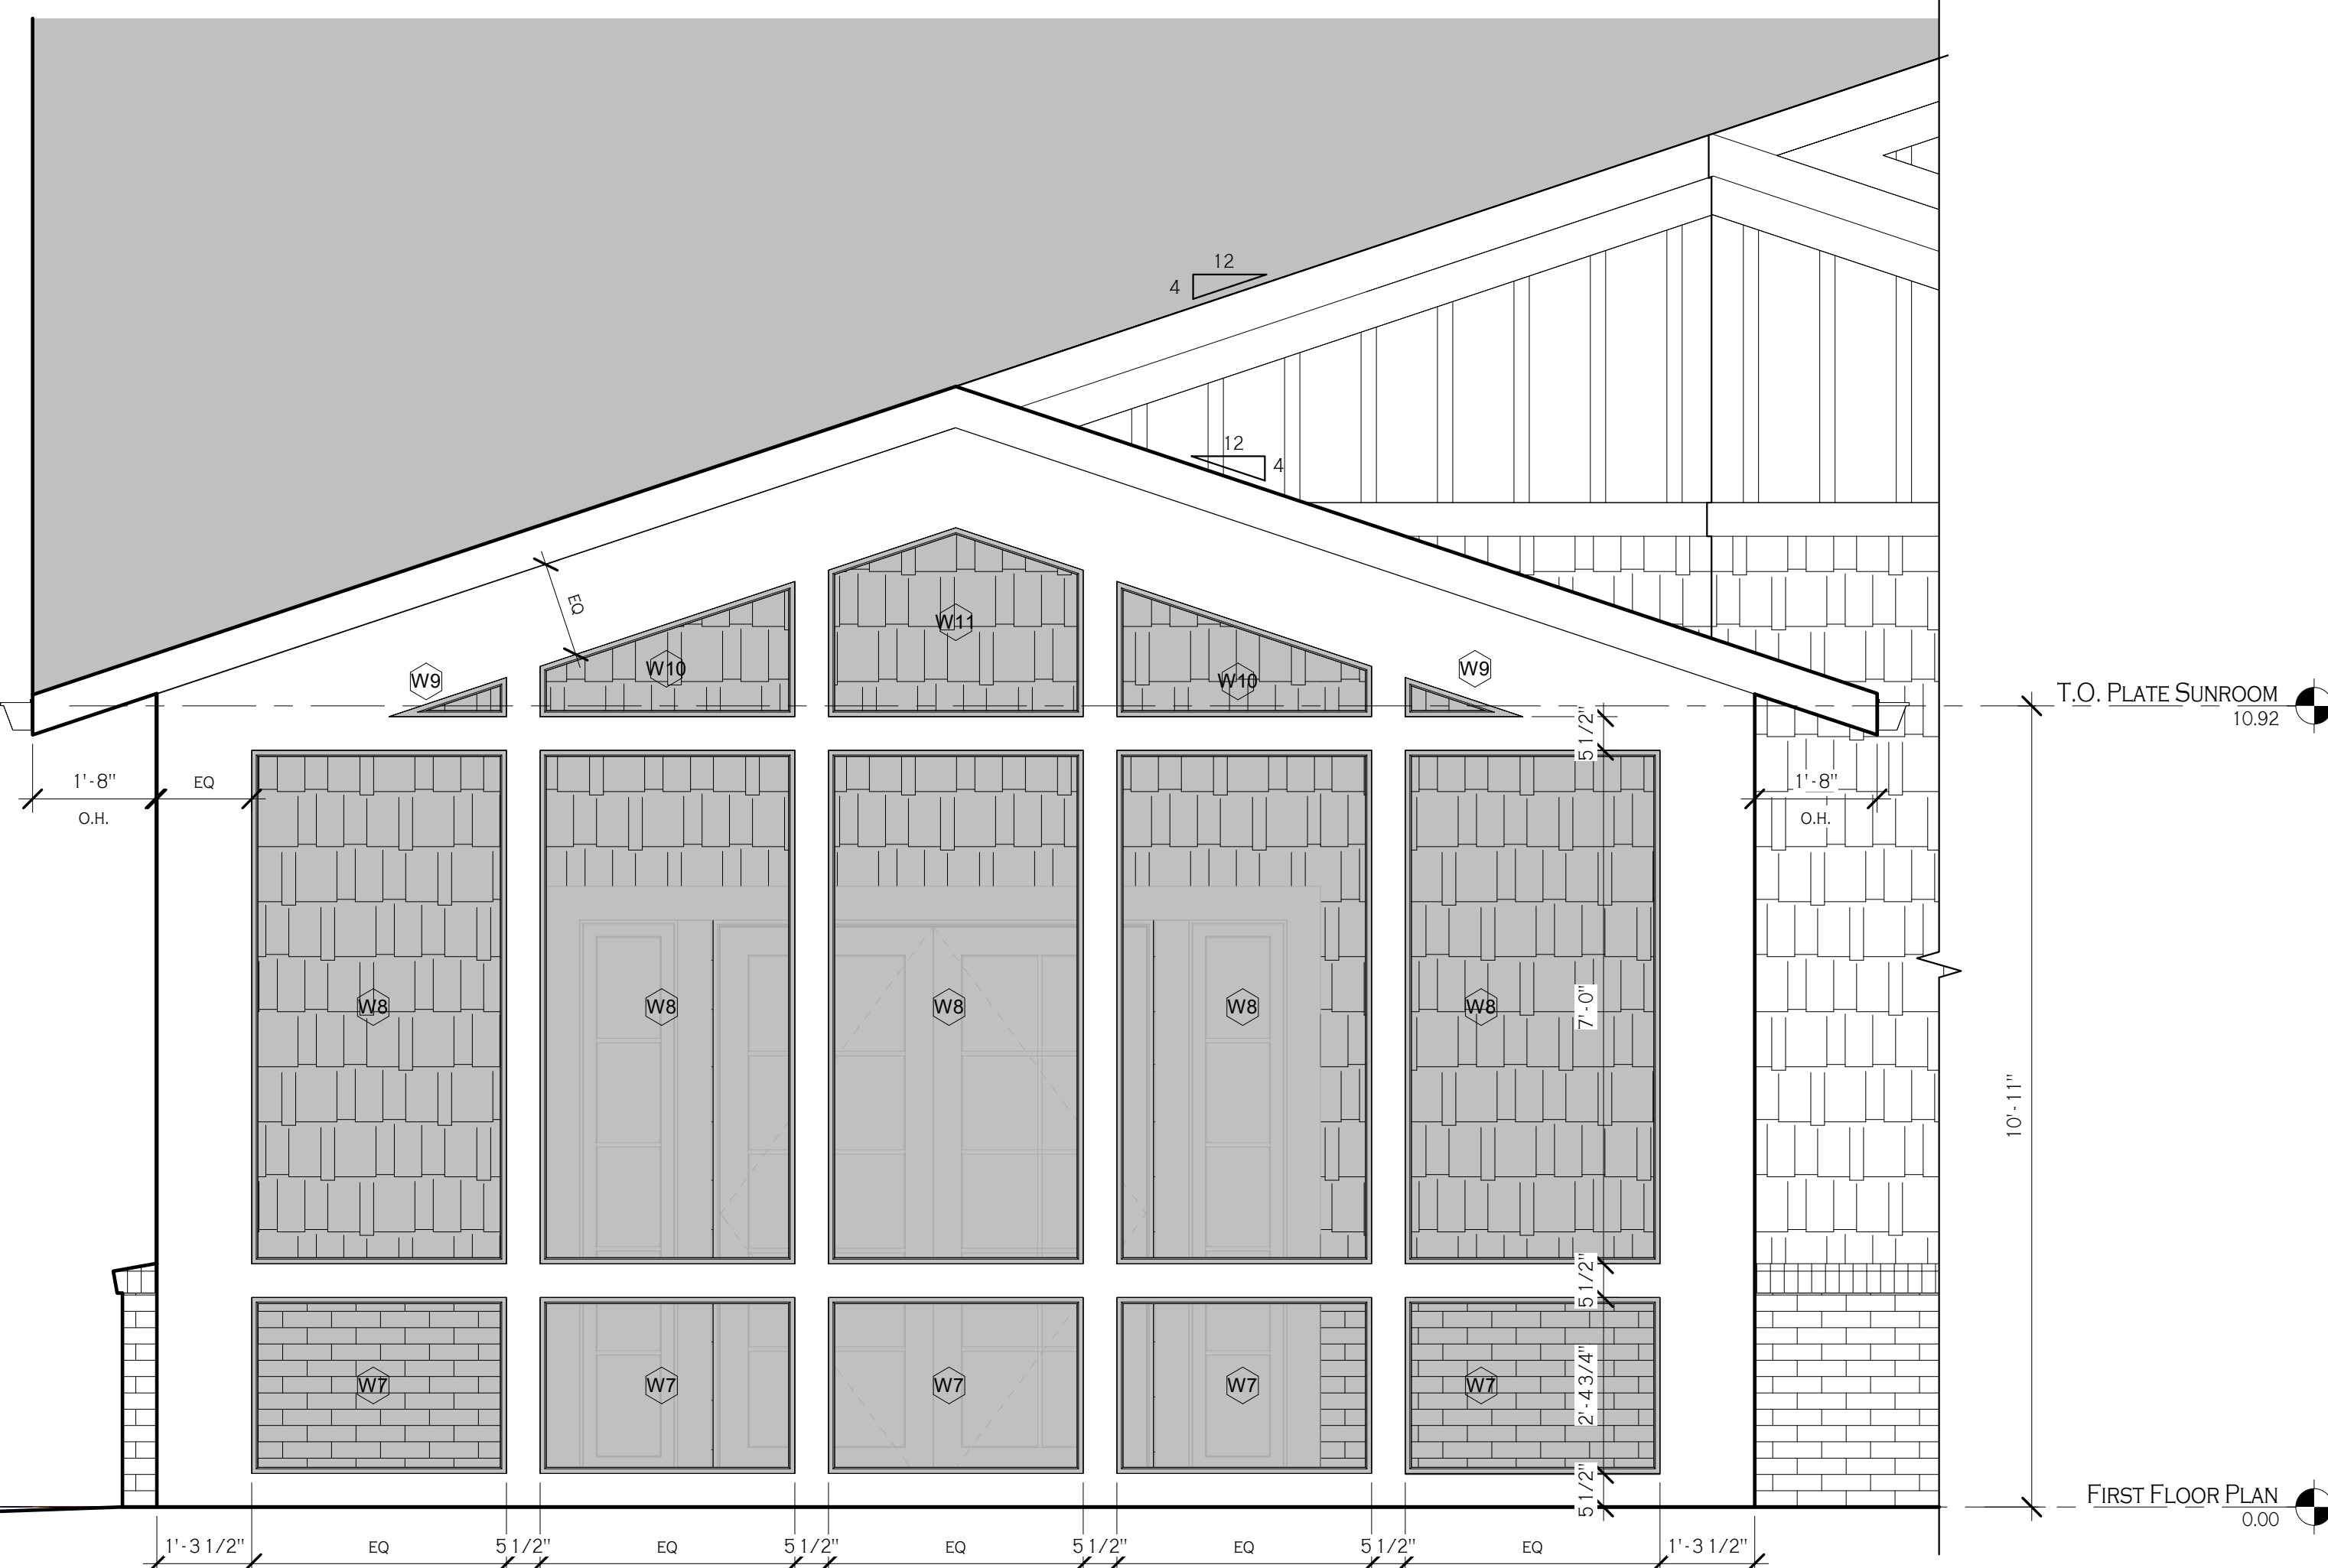 12
4
12
4
W11
W10
W10
W9
W9
EQ
T.O. PLATE SUNROOM
10.92
5 1/2"
1'-8"
O.H.
EQ
1'-8"
O.H.
W8
W8
W8
W8
W8
7'-0"
10'-11"
5 1/2"
W7
W7
W7
W7
W7
2'-4 3/4"
5 1/2"
FIRST FLOOR PLAN
0.00
1'-3 1/2"
EQ
5 1/2"
EQ
5 1/2"
EQ
5 1/2"
EQ
5 1/2"
EQ
1'-3 1/2"